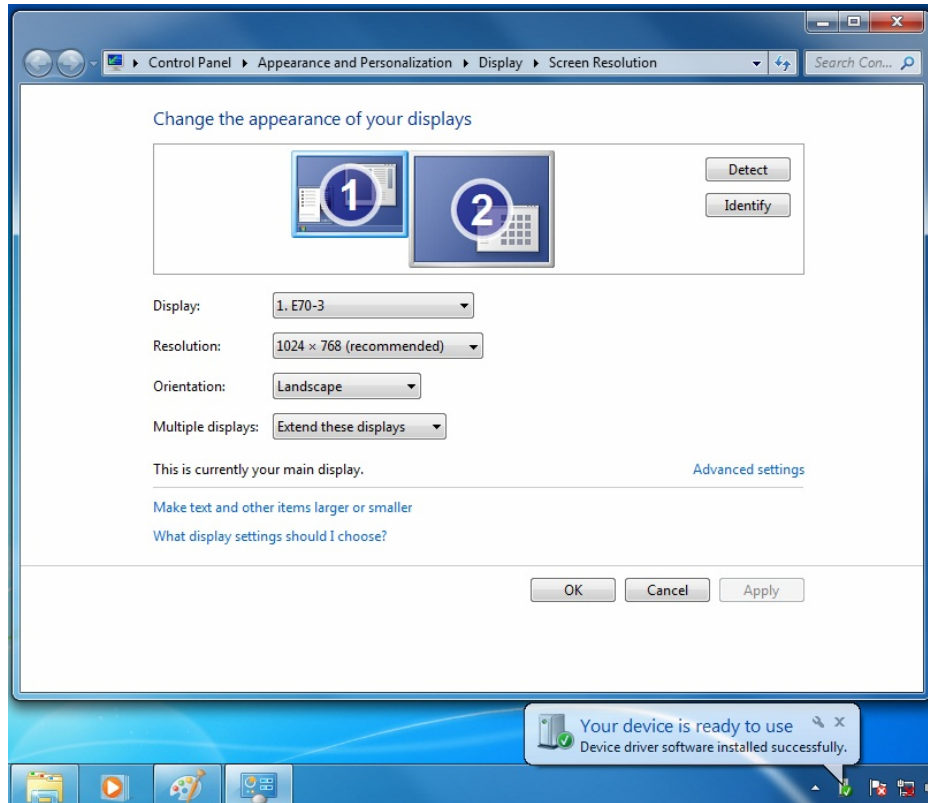 Control Panel Appearance and Personalization Display Screen Resolution Search Con...
Change the appearance of your displays
1
2
Detect
Identify
Display: 1. E70-3
Resolution: 1024 × 768 (recommended)
Orientation: Landscape
Multiple displays: Extend these displays
This is currently your main display. Advanced settings
Make text and other items larger or smaller
What display settings should I choose?
OK Cancel Apply
Your device is ready to use
Device driver software installed successfully.